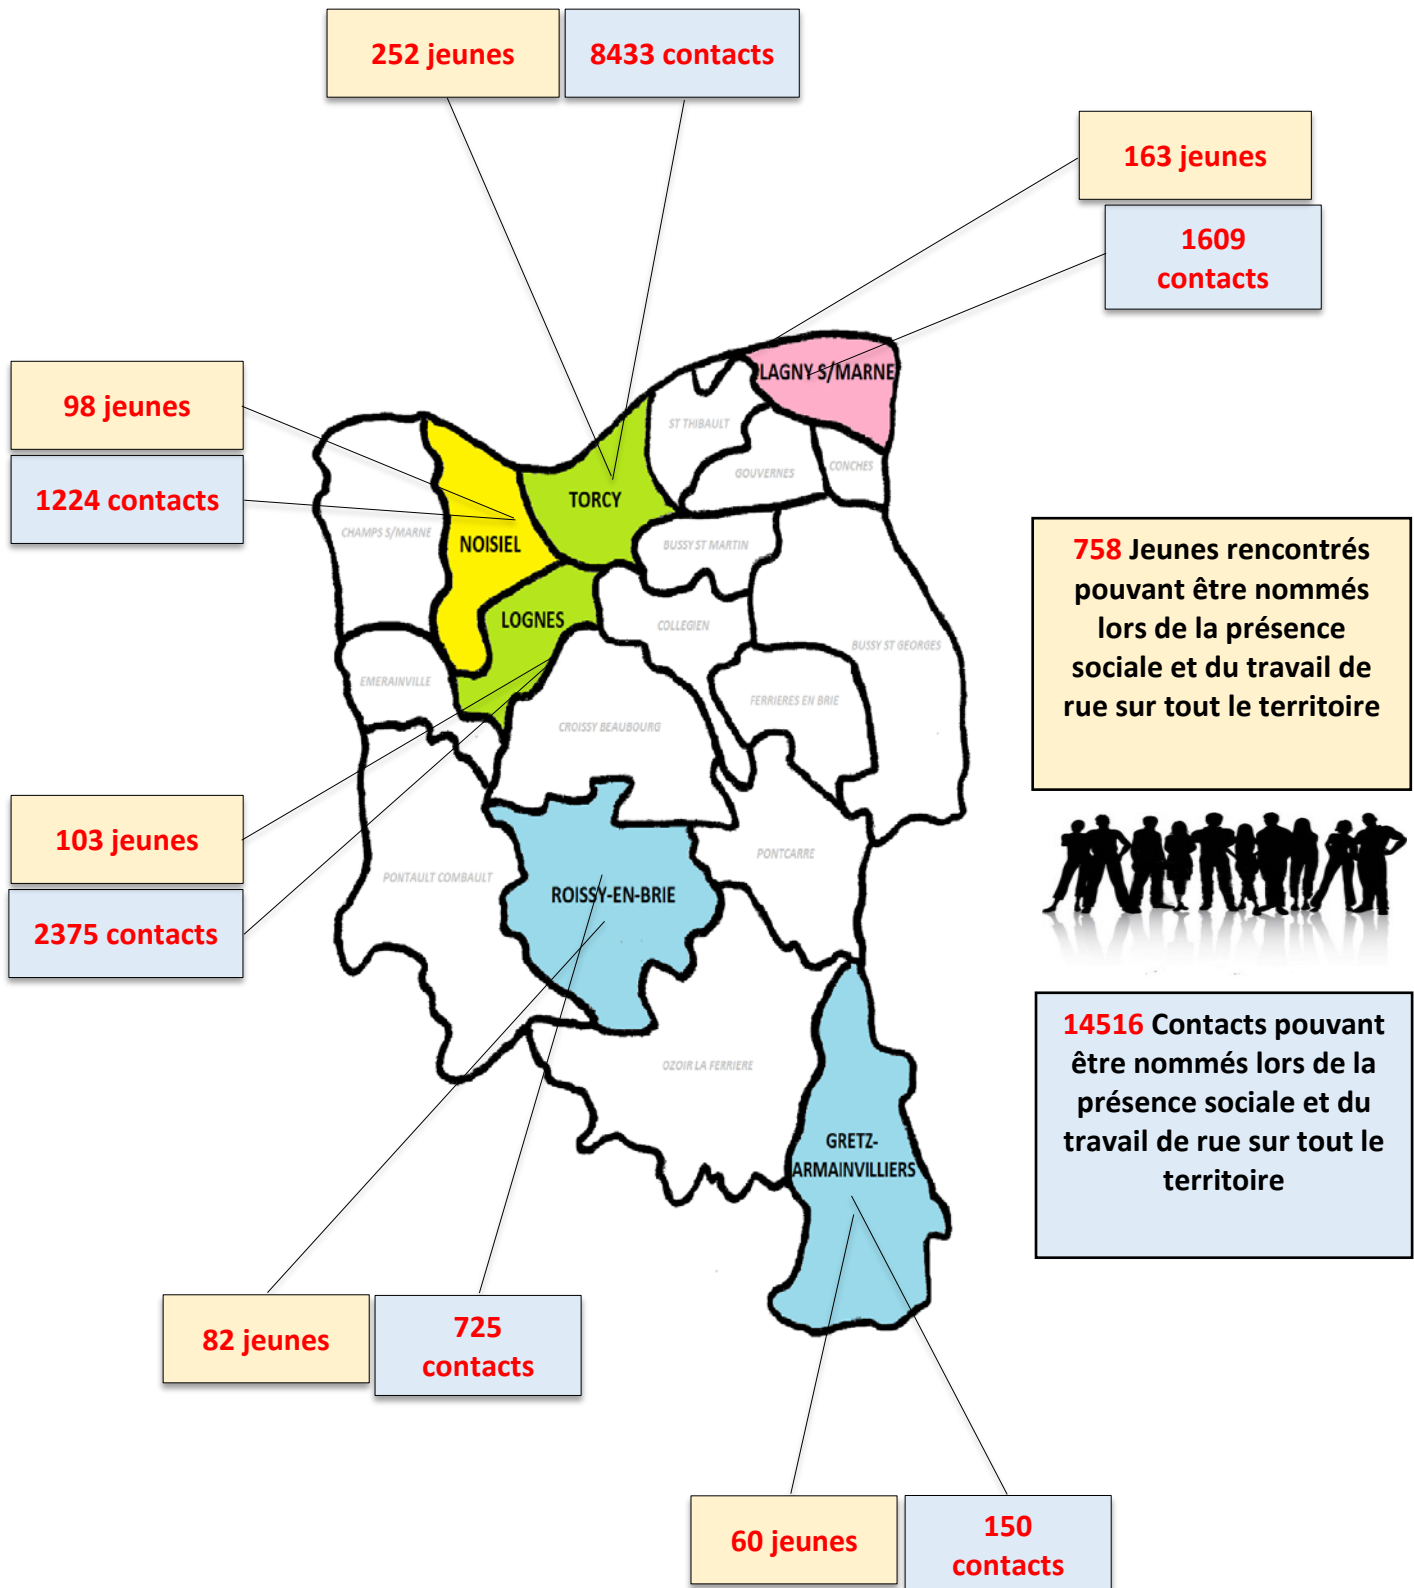 252 jeunes
8433 contacts
163 jeunes
1609
contacts
98 jeunes
1224 contacts
LAGNY S/MARNE
ST THIBAULT
GOUVERNES
CONCHES
TORCY
CHAMPS S/MARNE
NOISIEL
BUSSY ST MARTIN
LOGNES
COLLEGIEN
BUSSY ST GEORGES
EMERAINVILLE
FERRIERES EN BRIE
CROISSY BEAUBOURG
758 Jeunes rencontrés
pouvant être nommés
lors de la présence
sociale et du travail de
rue sur tout le territoire
103 jeunes
2375 contacts
PONTCARRE
PONTAULT COMBAULT
ROISSY-EN-BRIE
OZOIR LA FERRIERE
GRETZ-
ARMAINVILLIERS
14516 Contacts pouvant
être nommés lors de la
présence sociale et du
travail de rue sur tout le
territoire
82 jeunes
725
contacts
60 jeunes
150
contacts